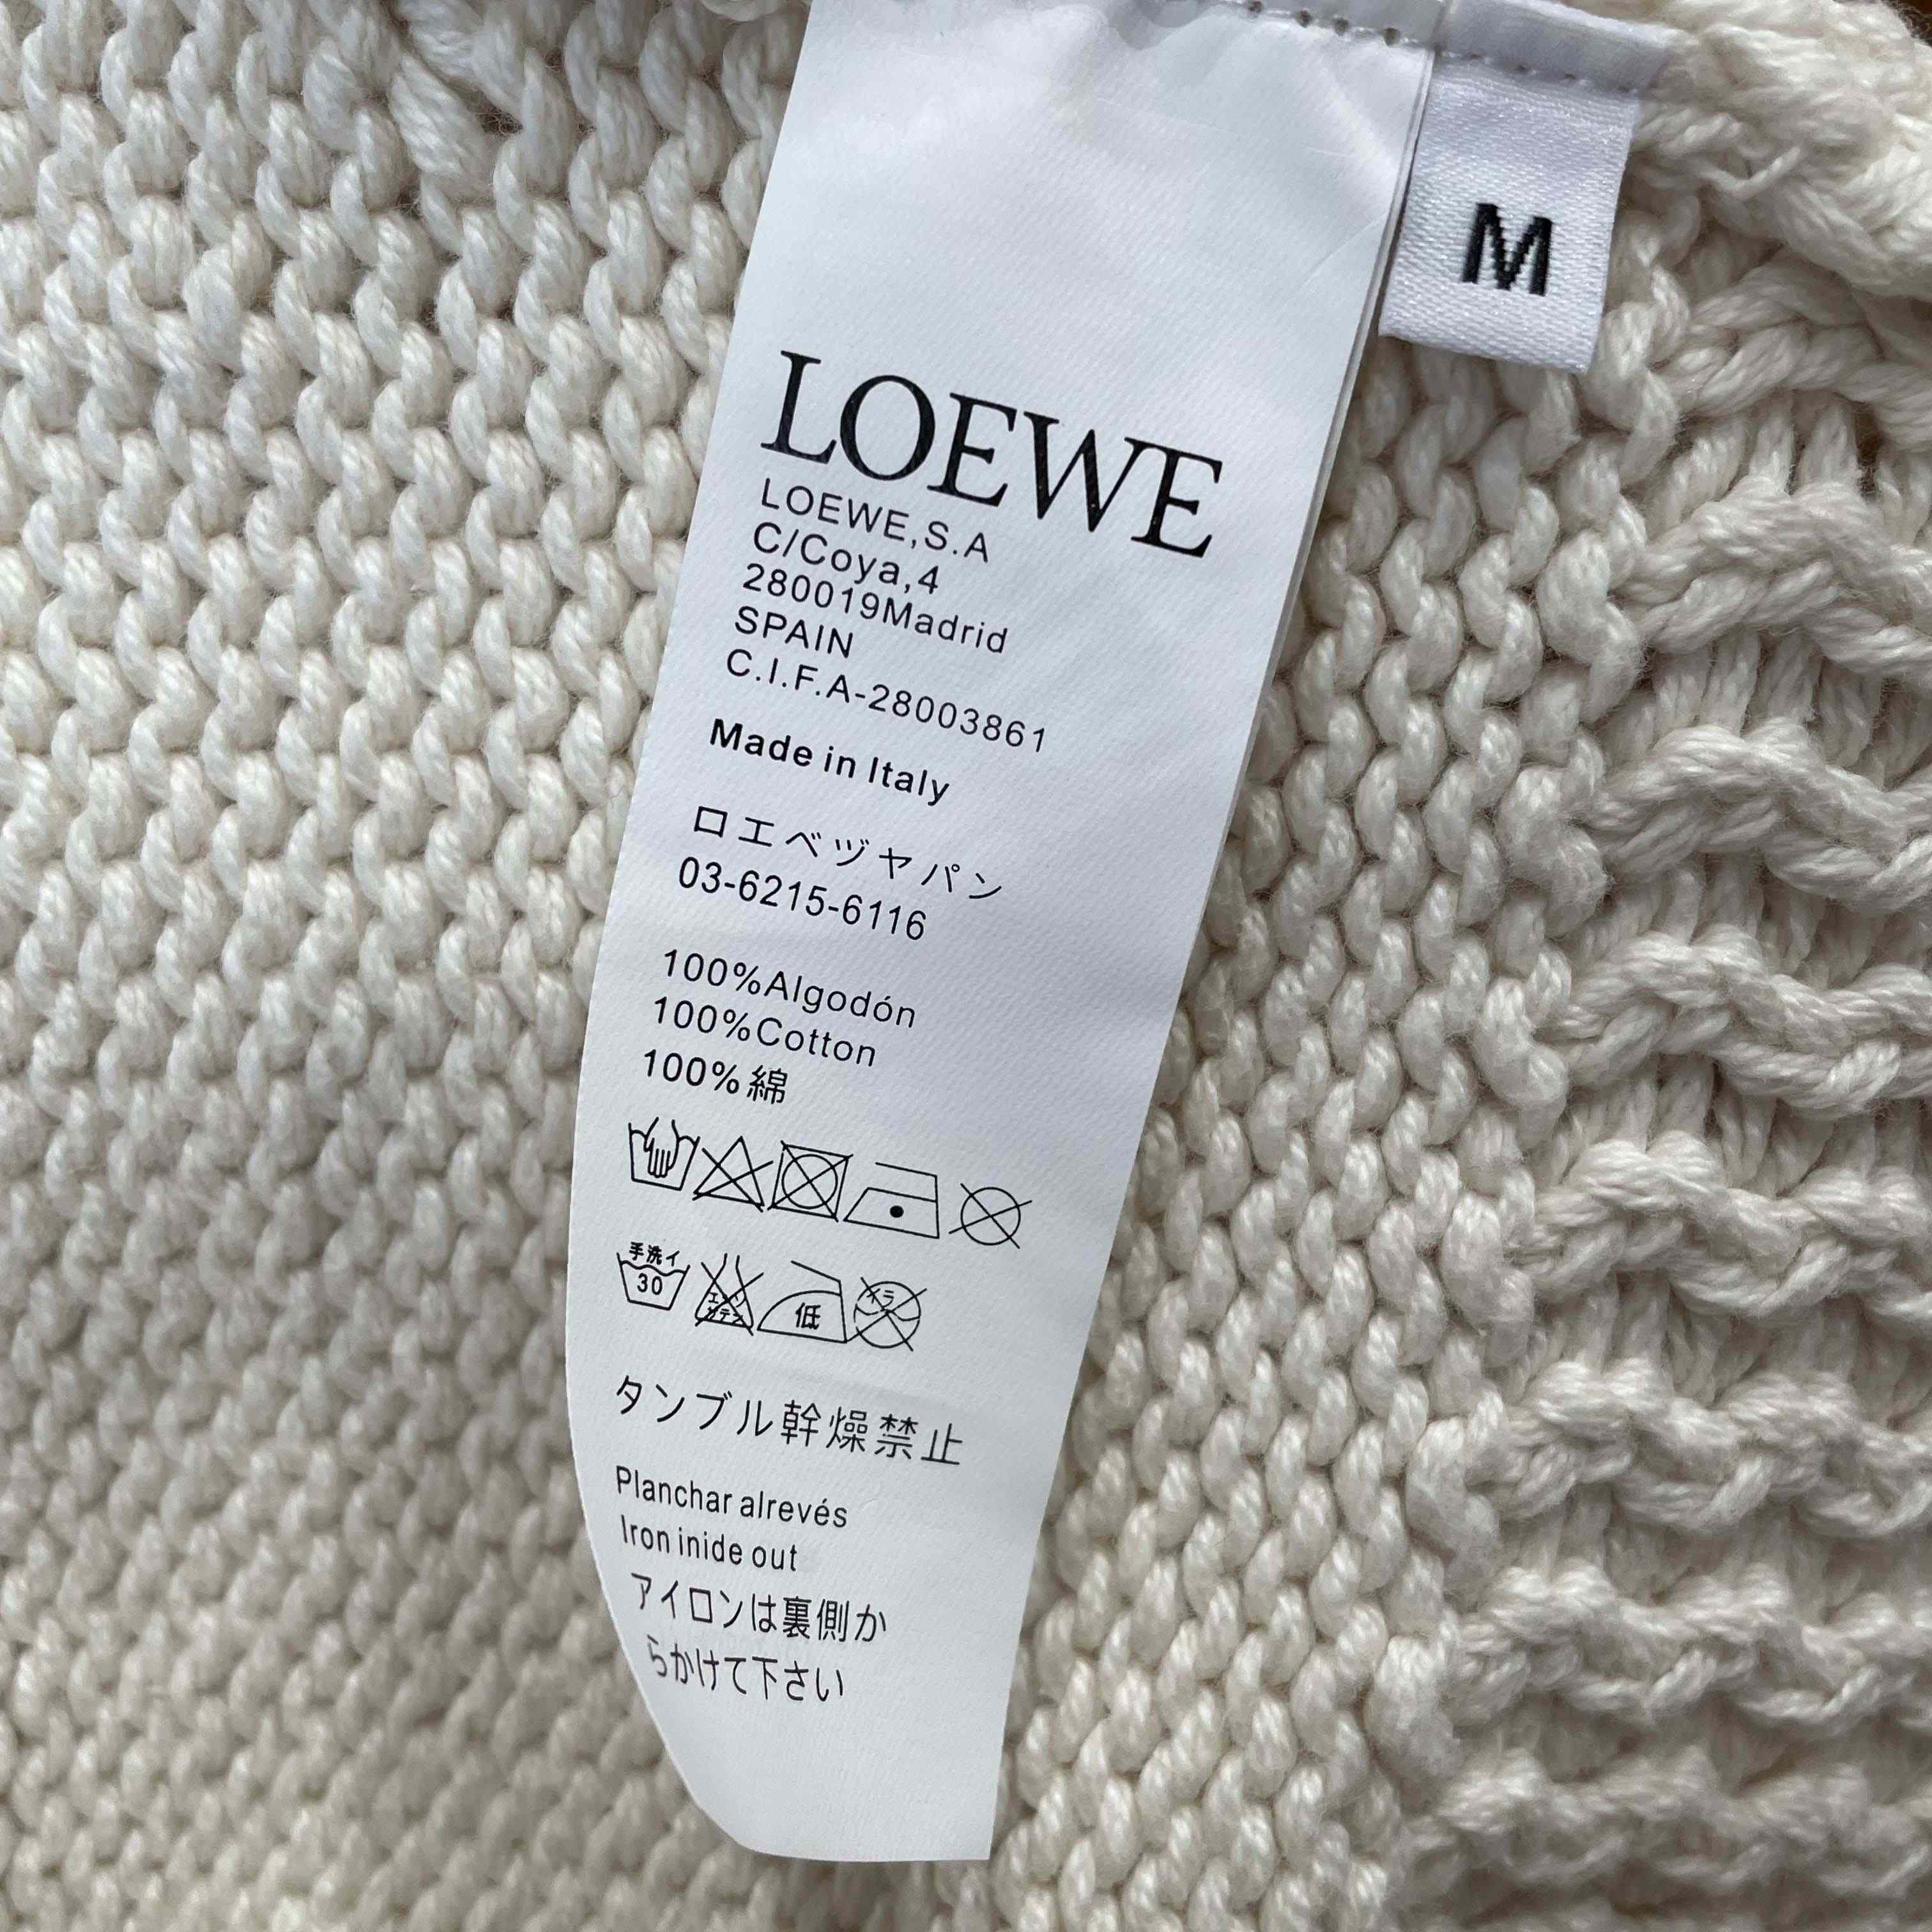 M
LOEWE
LOEWE,S.A
C/Coya,4
280019Madrid
SPAIN
C.I.F.A-28003861
Made in Italy
ロエベヅヤパン
03-6215-6116
100%Algodón
100%Cotton
100%綿
手洗イ
30
低
タンブル幹燥禁止
Planchar alrevés
Iron inide out
アイロンは裏側か
らかけて下さい